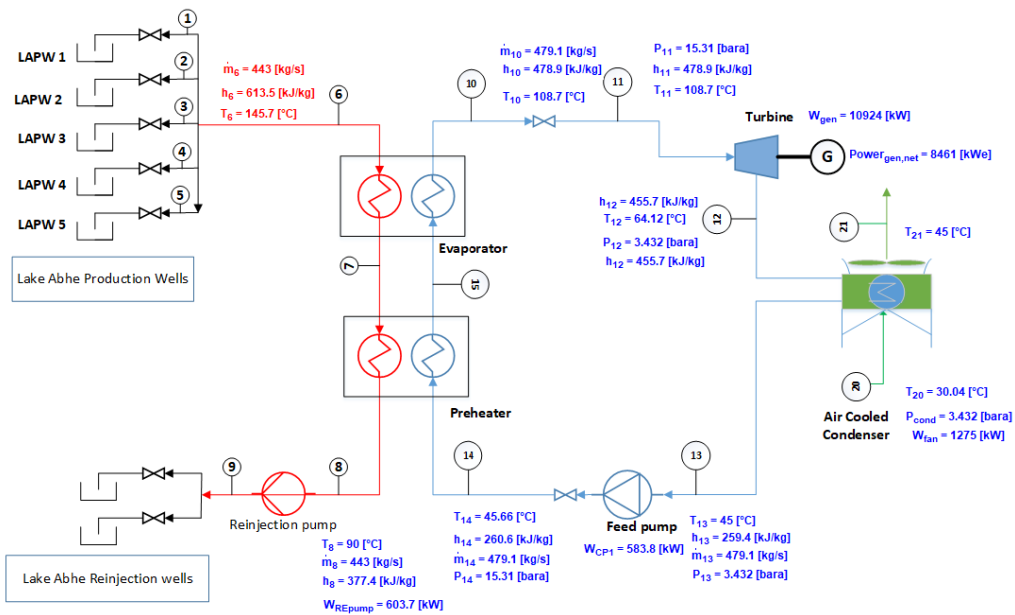 1
LAPW 1
2
LAPW 2
3
LAPW 3
4
LAPW 4
5
LAPW 5
Lake Abhe Production Wells
ṁ6 = 443 [kg/s]
h6 = 613.5 [kJ/kg]
T6 = 145.7 [°C]
6
Evaporator
7
15
Preheater
ṁ10 = 479.1 [kg/s]
h10 = 478.9 [kJ/kg]
T10 = 108.7 [°C]
10
11
P11 = 15.31 [bara]
h11 = 478.9 [kJ/kg]
T11 = 108.7 [°C]
Turbine
Wgen = 10924 [kW]
G
Powergen,net = 8461 [kWe]
h12 = 455.7 [kJ/kg]
T12 = 64.12 [°C]
P12 = 3.432 [bara]
h12 = 455.7 [kJ/kg]
12
21
T21 = 45 [°C]
20
T20 = 30.04 [°C]
Air Cooled
Condenser
Pcond = 3.432 [bara]
Wfan = 1275 [kW]
9
8
Reinjection pump
Lake Abhe Reinjection wells
T8 = 90 [°C]
ṁ8 = 443 [kg/s]
h8 = 377.4 [kJ/kg]
WREpump = 603.7 [kW]
14
13
T14 = 45.66 [°C]
h14 = 260.6 [kJ/kg]
ṁ14 = 479.1 [kg/s]
P14 = 15.31 [bara]
Feed pump
WCP1 = 583.8 [kW]
T13 = 45 [°C]
h13 = 259.4 [kJ/kg]
ṁ13 = 479.1 [kg/s]
P13 = 3.432 [bara]